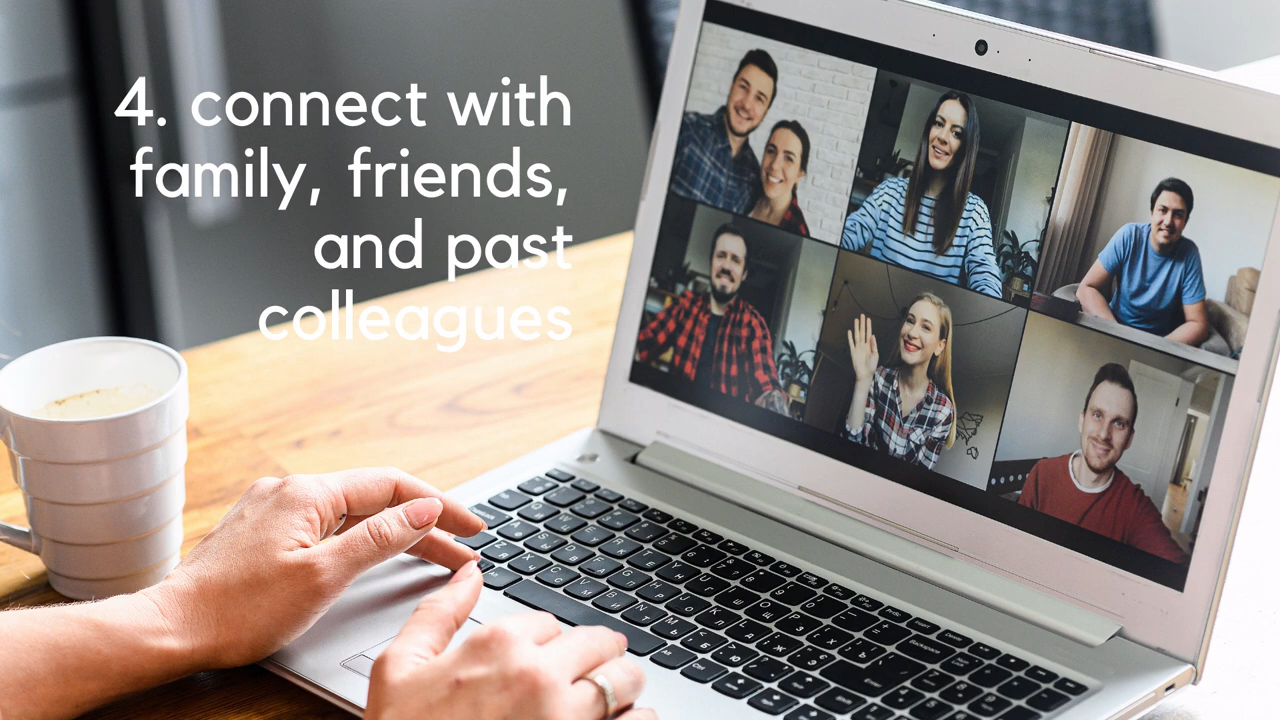 4. connect with
family, friends,
and past
colleagues